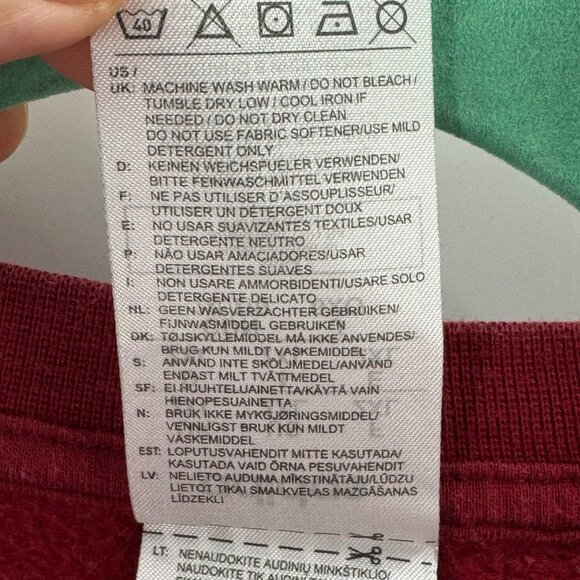 40
US /
UK: MACHINE WASH WARM / DO NOT BLEACH /
TUMBLE DRY LOW / COOL IRON IF
NEEDED / DO NOT DRY CLEAN
DO NOT USE FABRIC SOFTENER/USE MILD
DETERGENT ONLY
D: KEINEN WEICHSPUELER VERWENDEN/
BITTE FEINWASCHMITTEL VERWENDEN
F: NE PAS UTILISER D'ASSOUPLISSEUR/
UTILISER UN DÉTERGENT DOUX
E: NO USAR SUAVIZANTES TEXTILES/USAR
DETERGENTE NEUTRO
P: NÃO USAR AMACIADORES/USAR
DETERGENTES SUAVES
I: NON USARE AMMORBIDENTI/USARE SOLO
DETERGENTE DELICATO
NL: GEEN WASVERZACHTER GEBRUIKEN/
FIJNWASMIDDEL GEBRUIKEN
DK: TØJSKYLLEMIDDEL MÅ IKKE ANVENDES/
BRUG KUN MILDT VASKEMIDDEL
S: ANVÄND INTE SKÖLJMEDEL/ANVÄND
ENDAST MILT TVÄTTMEDEL
SF: EI HUUHTELUAINETTA/KÄYTÄ VAIN
HIENOPESUAINETTA
N: BRUK IKKE MYKGJØRINGSMIDDEL/
VENNLIGST BRUK KUN MILDT
VASKEMIDDEL
EST: LOPUTUSVAHENDIT MITTE KASUTADA/
KASUTADA VAID ÕRNA PESUVAHENDIT
LV: NELIETO AUDUMA MĪKSTINĀTĀJU/LŪDZU
LIETOT TIKAI SMALKVEĻAS MAZGĀŠANAS
LĪDZEKLI
LT: NENAUDOKITE AUDINIŲ MINKŠTIKLIO/
NAUDOKITE TIK AUDINIUI